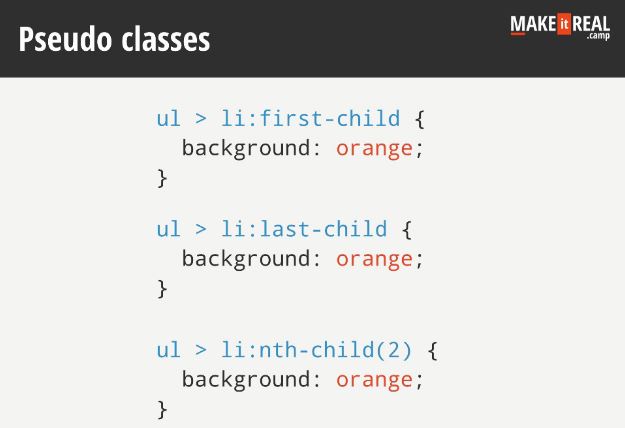 Pseudo classes
MAKE it REAL
.camp
ul > li:first-child {
  background: orange;
}
ul > li:last-child {
  background: orange;
}
ul > li:nth-child(2) {
  background: orange;
}